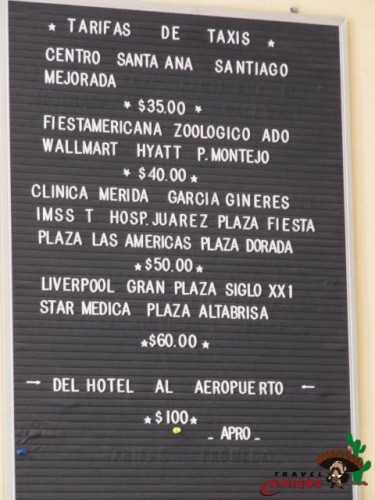 ★ TARIFAS DE TAXIS ★
CENTRO SANTA ANA SANTIAGO
MEJORADA
★ $35.00 ★
FIESTAMERICANA ZOOLOGICO ADO
WALLMART HYATT P.MONTEJO
★ $40.00 ★
CLINICA MERIDA GARCIA GINERES
IMSS T HOSP.JUAREZ PLAZA FIESTA
PLAZA LAS AMERICAS PLAZA DORADA
★ $50.00 ★
LIVERPOOL GRAN PLAZA SIGLO XX1
STAR MEDICA PLAZA ALTABRISA
★ $60.00 ★
→ DEL HOTEL AL AEROPUERTO ←
★ $100 ★
- APRO -
TRAVEL